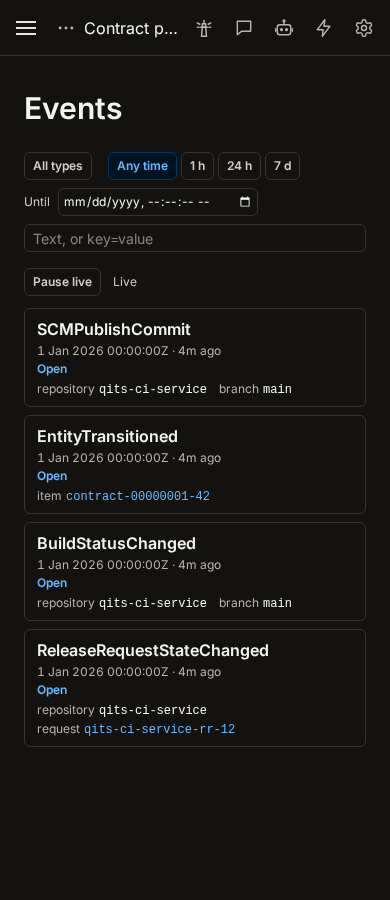 … Contract p...
Events
All types Any time 1 h 24 h 7 d
Until mm/dd/yyyy, --:--:-- --
Text, or key=value
Pause live Live
SCMPublishCommit
1 Jan 2026 00:00:00Z · 4m ago
Open
repository qits-ci-service branch main
EntityTransitioned
1 Jan 2026 00:00:00Z · 4m ago
Open
item contract-00000001-42
BuildStatusChanged
1 Jan 2026 00:00:00Z · 4m ago
Open
repository qits-ci-service branch main
ReleaseRequestStateChanged
1 Jan 2026 00:00:00Z · 4m ago
Open
repository qits-ci-service
request qits-ci-service-rr-12